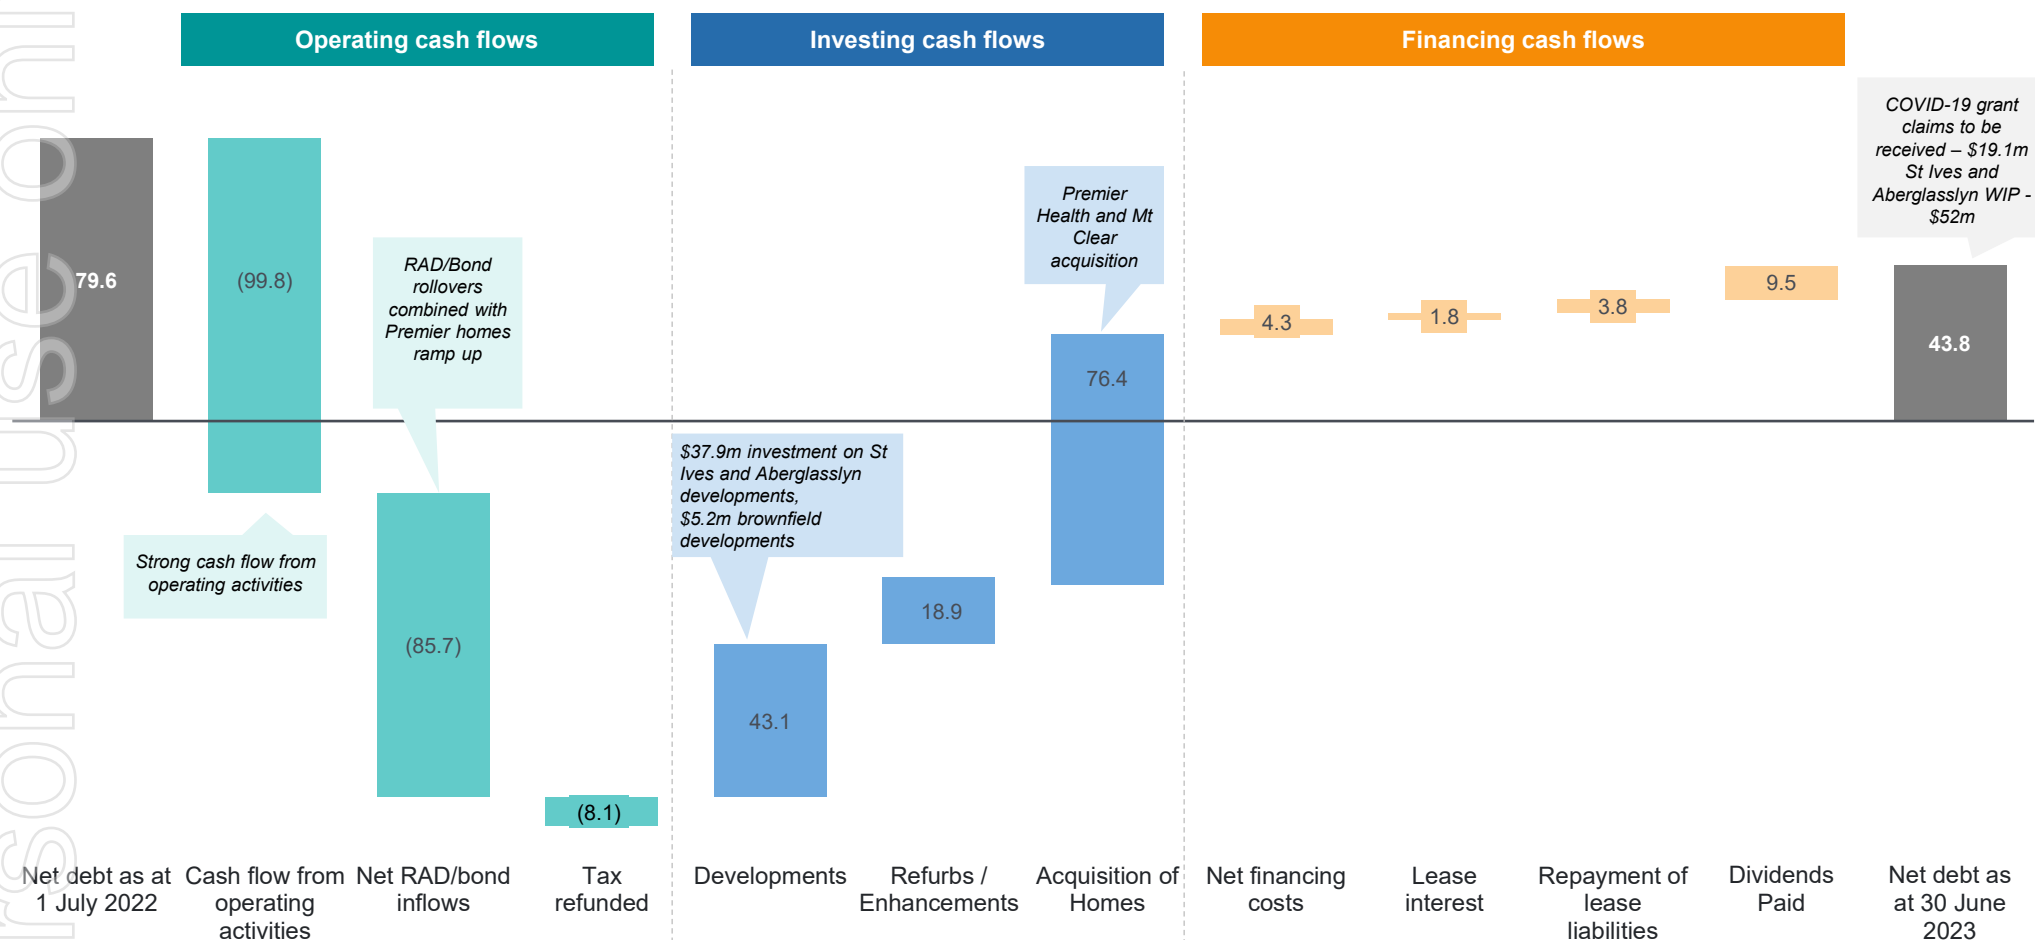 Operating cash flows
Investing cash flows
Financing cash flows
COVID-19 grant
claims to be
received – $19.1m
St Ives and
Aberglasslyn WIP -
$52m
Premier
Health and Mt
Clear
acquisition
RAD/Bond
rollovers
combined with
Premier homes
ramp up
79.6
(99.8)
4.3
1.8
3.8
9.5
43.8
76.4
$37.9m investment on St
Ives and Aberglasslyn
developments,
$5.2m brownfield
developments
Strong cash flow from
operating activities
18.9
(85.7)
43.1
(8.1)
Net debt as at
1 July 2022
Cash flow from
operating
activities
Net RAD/bond
inflows
Tax
refunded
Developments
Refurbs /
Enhancements
Acquisition of
Homes
Net financing
costs
Lease
interest
Repayment of
lease
liabilities
Dividends
Paid
Net debt as
at 30 June
2023
rsonal use onl